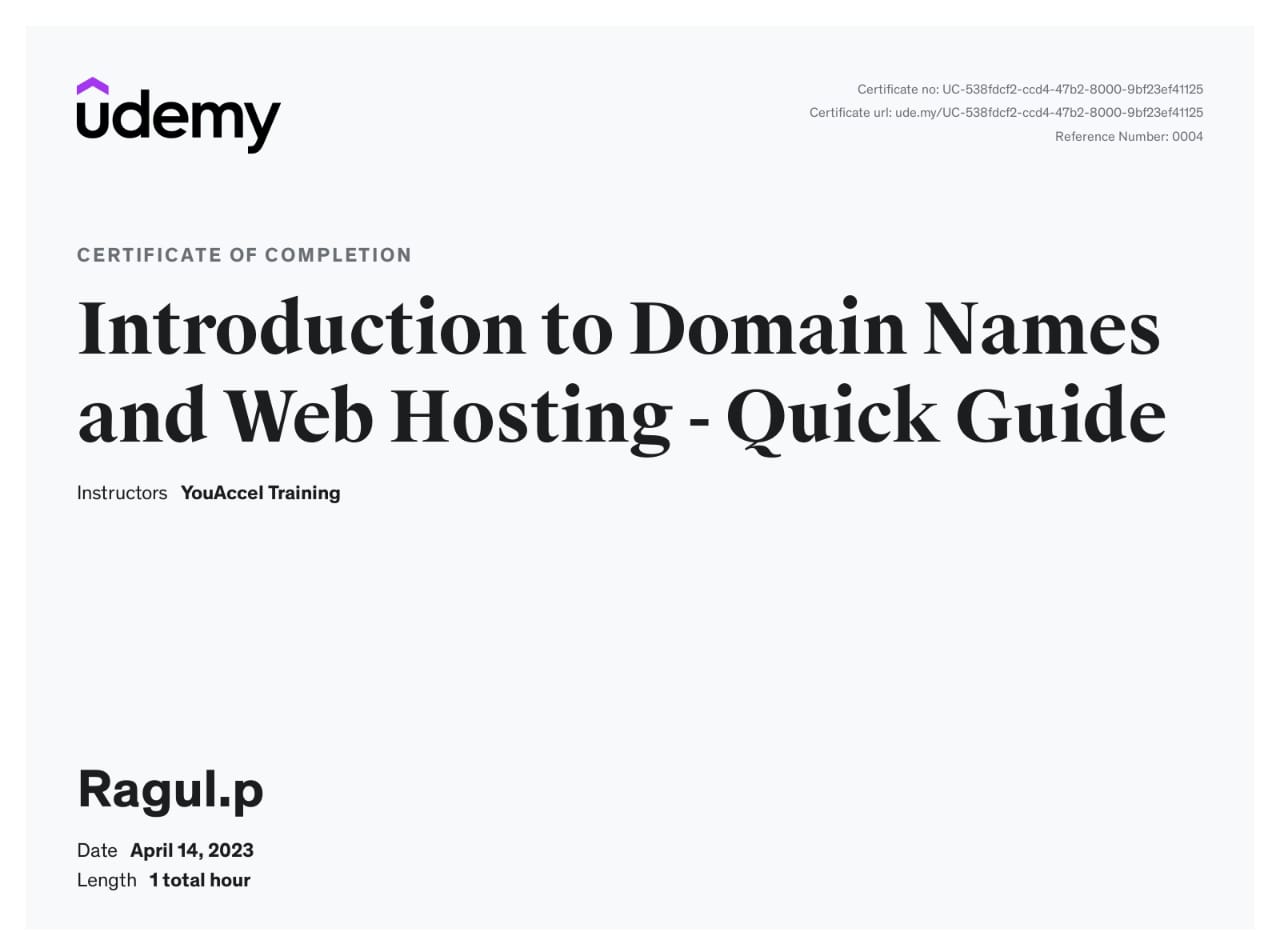 udemy
Certificate no: UC-538fdcf2-ccd4-47b2-8000-9bf23ef41125
Certificate url: ude.my/UC-538fdcf2-ccd4-47b2-8000-9bf23ef41125
Reference Number: 0004
CERTIFICATE OF COMPLETION
Introduction to Domain Names
and Web Hosting - Quick Guide
Instructors YouAccel Training
Ragul.p
Date April 14, 2023
Length 1 total hour